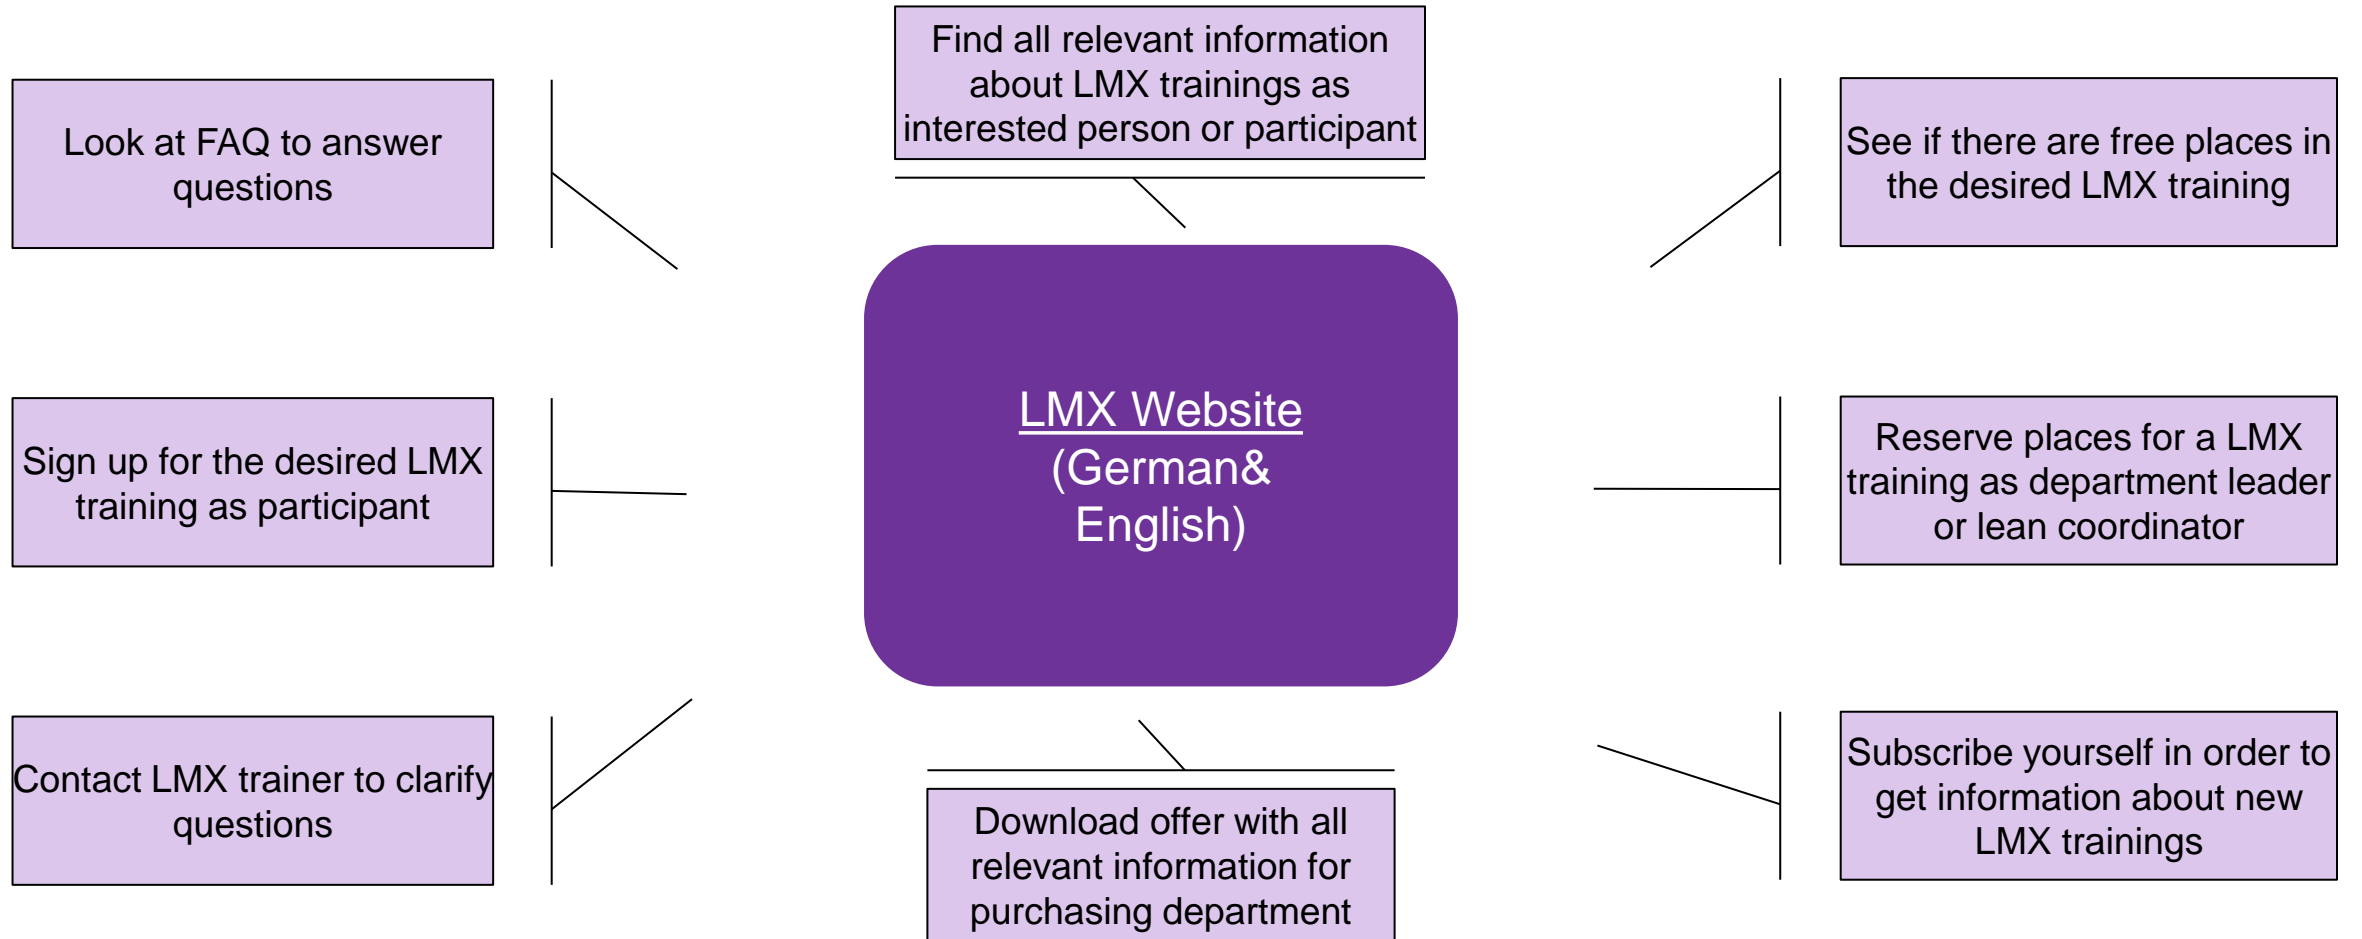 Find all relevant information
about LMX trainings as
interested person or participant
Look at FAQ to answer
questions
See if there are free places in
the desired LMX training
LMX Website
(German&
English)
Sign up for the desired LMX
training as participant
Reserve places for a LMX
training as department leader
or lean coordinator
Contact LMX trainer to clarify
questions
Subscribe yourself in order to
get information about new
LMX trainings
Download offer with all
relevant information for
purchasing department